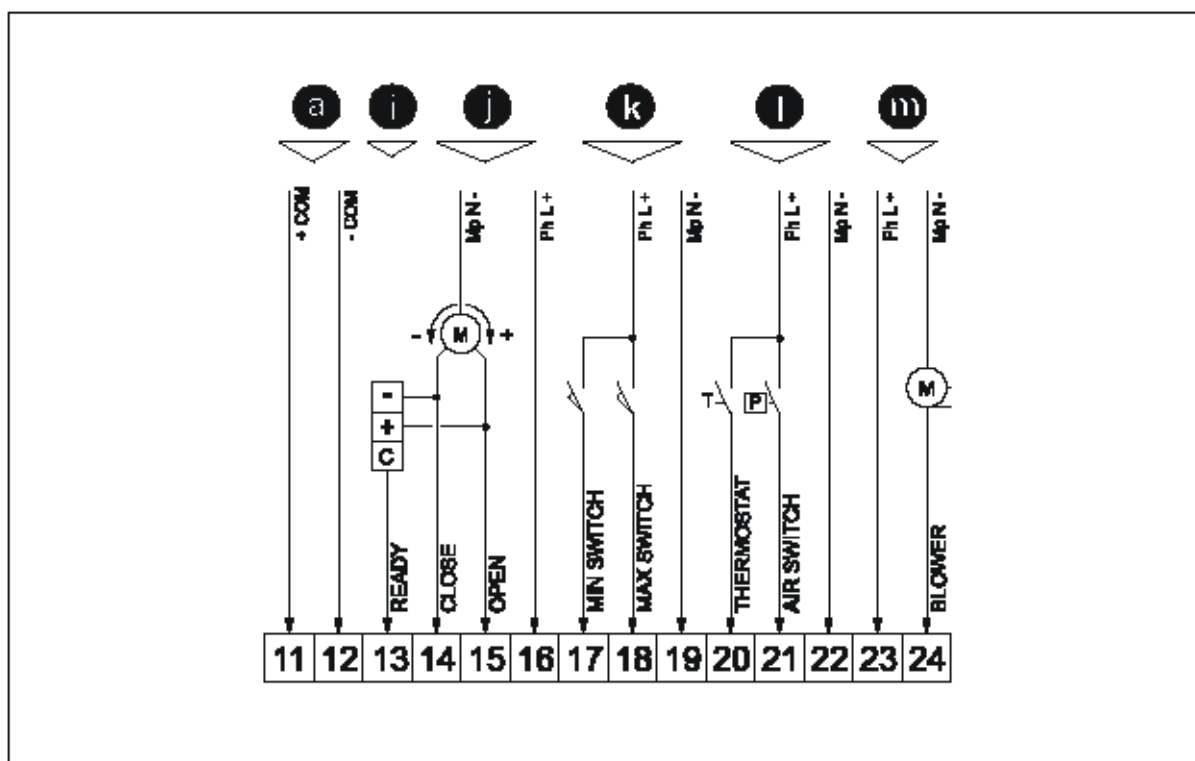 a i j k l m
+ COM
- COM
Mp N -
Ph L +
Ph L +
Mp N -
Ph L +
Mp N -
Ph L +
Mp N -
- M +
M
-
+
C
T P
READY
CLOSE
OPEN
MIN SWITCH
MAX SWITCH
THERMOSTAT
AIR SWITCH
BLOWER
11 12 13 14 15 16 17 18 19 20 21 22 23 24